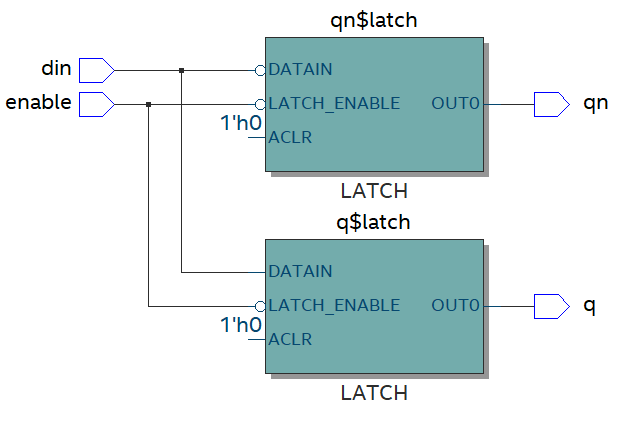 qn$latch
din
DATAIN
enable
LATCH_ENABLE OUT0
qn
1'h0
ACLR
LATCH
q$latch
DATAIN
LATCH_ENABLE OUT0
q
1'h0
ACLR
LATCH